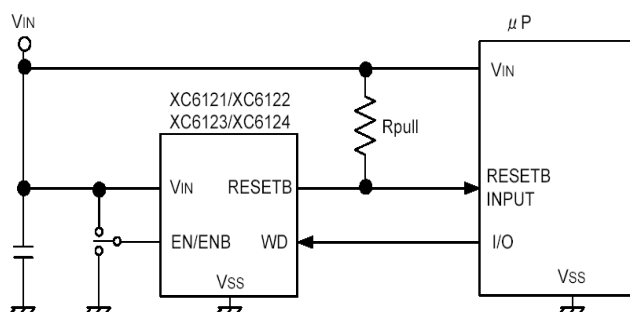 VIN
μP
VIN
XC6121/XC6122
XC6123/XC6124
Rpull
VIN
RESETB
RESETB
INPUT
EN/ENB
WD
I/O
VSS
VSS